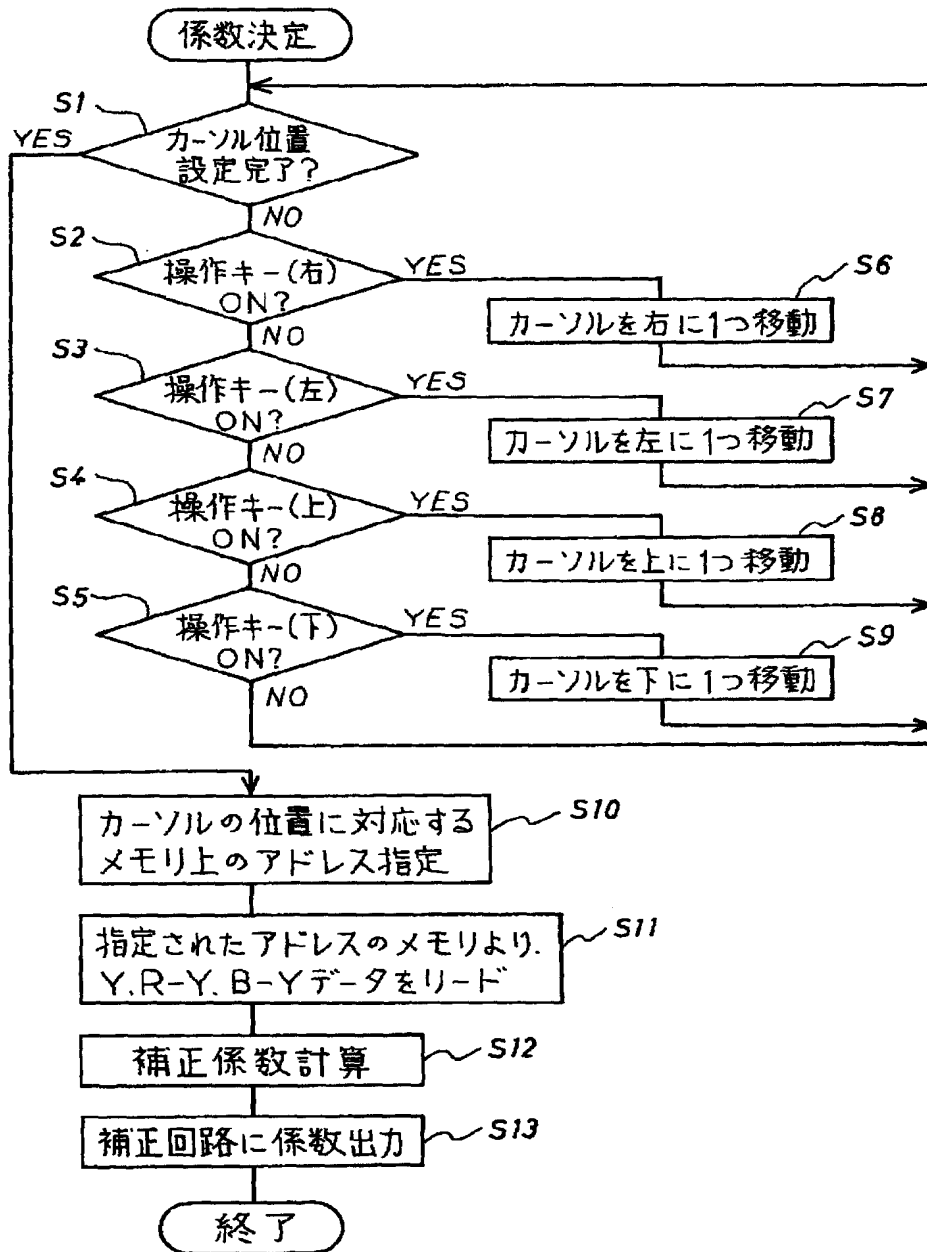 係数決定
S1
YES
カーソル位置
設定完了?
NO
S2
操作キー(右)
ON?
YES
S6
カーソルを右に1つ移動
NO
S3
操作キー(左)
ON?
YES
S7
カーソルを左に1つ移動
NO
S4
操作キー(上)
ON?
YES
S8
カーソルを上に1つ移動
NO
S5
操作キー(下)
ON?
YES
S9
カーソルを下に1つ移動
NO
カーソルの位置に対応する
メモリ上のアドレス指定
S10
指定されたアドレスのメモリより.
Y.R-Y.B-Yデータをリード
S11
補正係数計算
S12
補正回路に係数出力
S13
終了